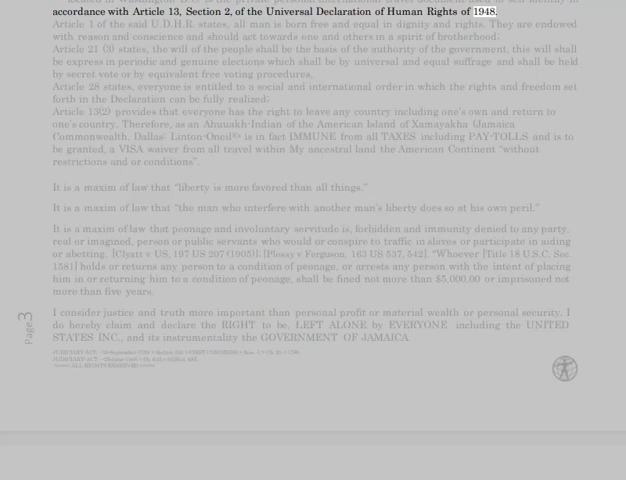 accordance with Article 13, Section 2, of the Universal Declaration of Human Rights of 1948.
Article 1 of the said U.D.H.R. states, all man is born free and equal in dignity and rights. They are endowed
with reason and conscience and should act towards one and others in a spirit of brotherhood;
Article 21 (3) states, the will of the people shall be the basis of the authority of the government, this will shall
be express in periodic and genuine elections which shall be by universal and equal suffrage and shall be held
by secret vote or by equivalent free voting procedures,
Article 28 states, everyone is entitled to a social and international order in which the rights and freedom set
forth in the Declaration can be fully realized;
Article 13(2) provides that everyone has the right to leave any country including one's own and return to
one's country. Therefore, as an Ahuuakh-Indian of the American Island of Xamayakha (Jamaica
Commonwealth, Dallas: is in fact IMMUNE from all TAXES including PAY-TOLLS and is to
be granted, a VISA waiver from all travel within My ancestral land the American Continent "without
restrictions and or conditions".
It is a maxim of law that "liberty is more favored than all things."
It is a maxim of law that "the man who interfere with another man's liberty does so at his own peril."
It is a maxim of law that peonage and involuntary servitude is, forbidden and immunity denied to any party,
real or imagined, person or public servants who would or conspire to traffic in slaves or participate in aiding
or abetting. [Clyatt v US, 197 US 207 (1905)]; [Plessy v Ferguson, 163 US 537, 542]. "Whoever [Title 18 U.S.C. Sec.
1581] holds or returns any person to a condition of peonage, or arrests any person with the intent of placing
him in or returning him to a condition of peonage, shall be fined not more than $5,000.00 or imprisoned not
more than five years.
I consider justice and truth more important than personal profit or material wealth or personal security, I
do hereby claim and declare the RIGHT to be, LEFT ALONE by EVERYONE including the UNITED
STATES INC., and its instrumentality the GOVERNMENT OF JAMAICA.
Page 3